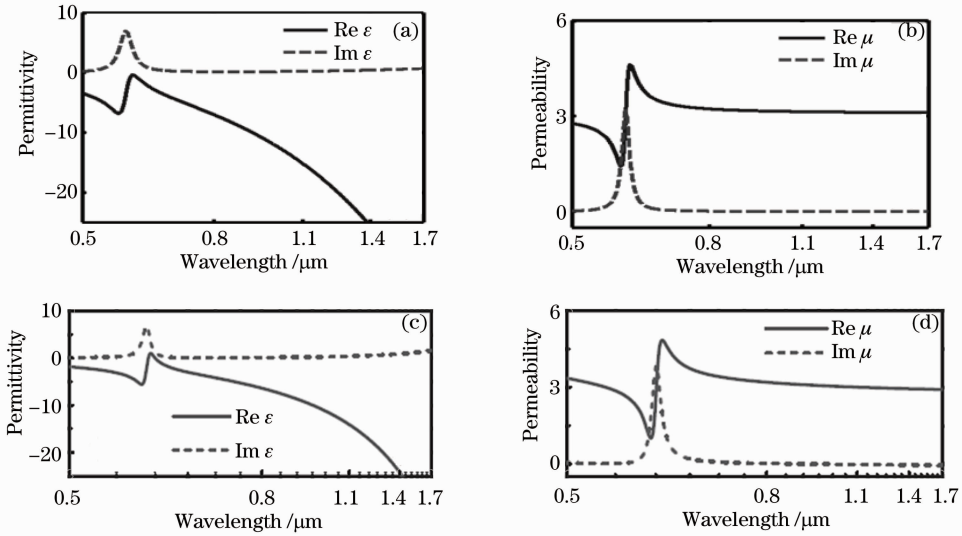 10
0
−10
−20
Permittivity
Re ε
Im ε
(a)
0.5
0.8
1.1
1.4
1.7
Wavelength /μm
6
3
0
Permeability
Re μ
Im μ
(b)
0.5
0.8
1.1
1.4
1.7
Wavelength /μm
10
0
−10
−20
Permittivity
(c)
Re ε
Im ε
0.5
0.8
1.1
1.4
1.7
Wavelength /μm
6
3
0
Permeability
Re μ
Im μ
(d)
0.5
0.8
1.1
1.4
1.7
Wavelength /μm